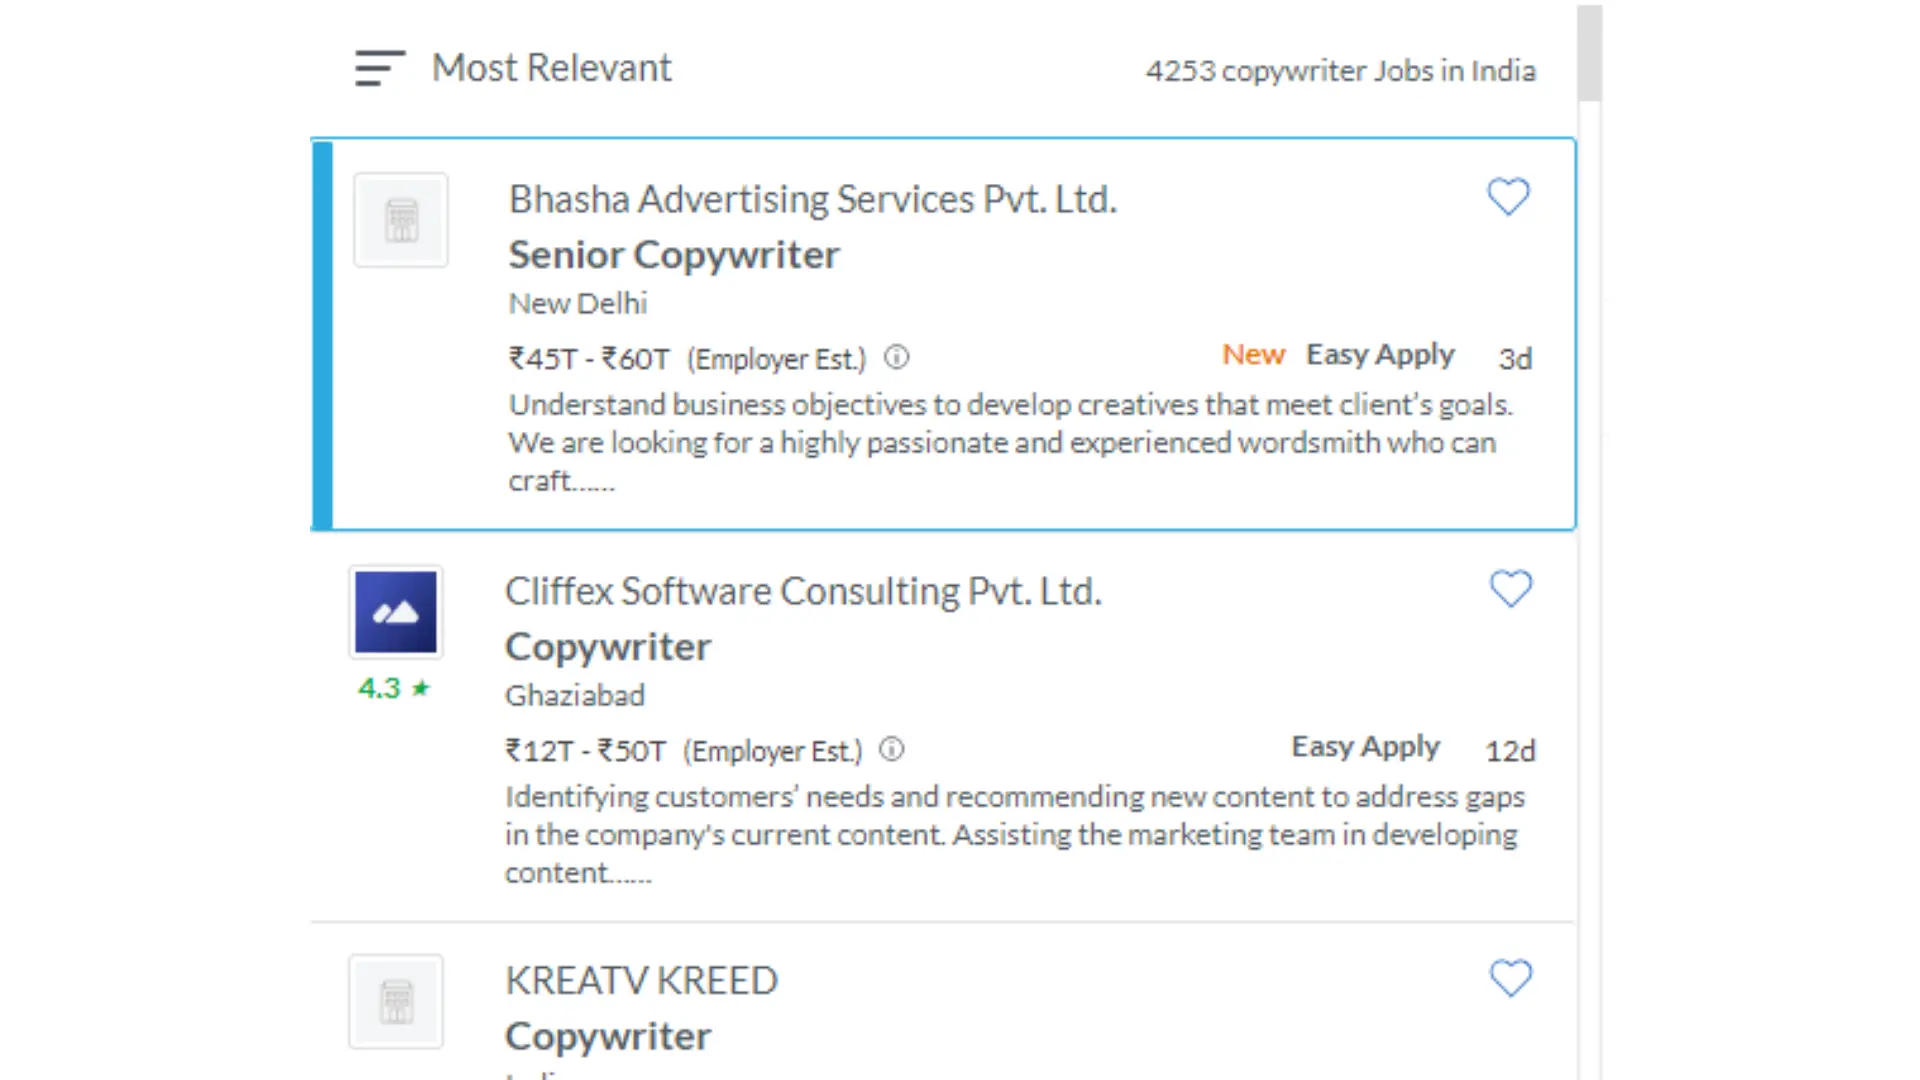 Most Relevant
4253 copywriter Jobs in India
Bhasha Advertising Services Pvt. Ltd.
Senior Copywriter
New Delhi
₹45T - ₹60T (Employer Est.)
New Easy Apply 3d
Understand business objectives to develop creatives that meet client’s goals.
We are looking for a highly passionate and experienced wordsmith who can
craft……
Cliffex Software Consulting Pvt. Ltd.
Copywriter
4.3 ★
Ghaziabad
₹12T - ₹50T (Employer Est.)
Easy Apply 12d
Identifying customers’ needs and recommending new content to address gaps
in the company's current content. Assisting the marketing team in developing
content……
KREATV KREED
Copywriter